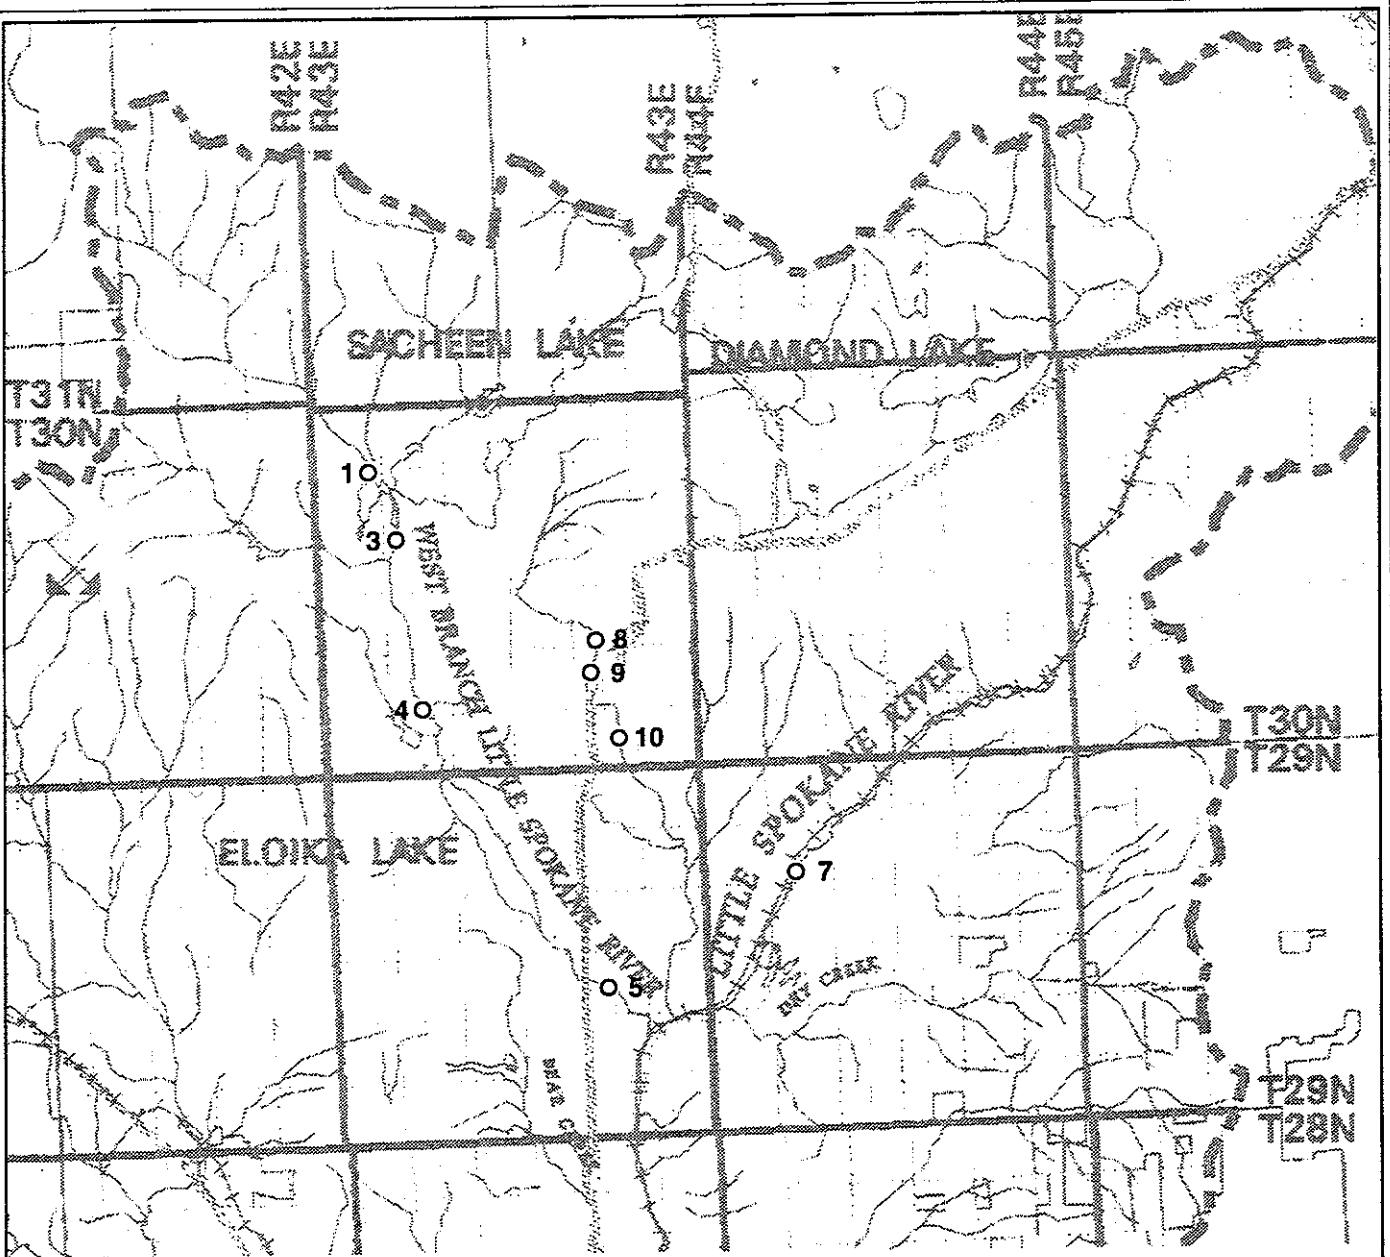 R42E
R43E
R43E
R44E
R44E
R45E
SACHEEN LAKE
DIAMOND LAKE
T31N
T30N
1
3
WEST BRANCH LITTLE SPOKANE RIVER
8
9
4
10
LITTLE SPOKANE RIVER
T30N
T29N
ELOIKA LAKE
7
5
DRY CREEK
BEAR
T29N
T28N